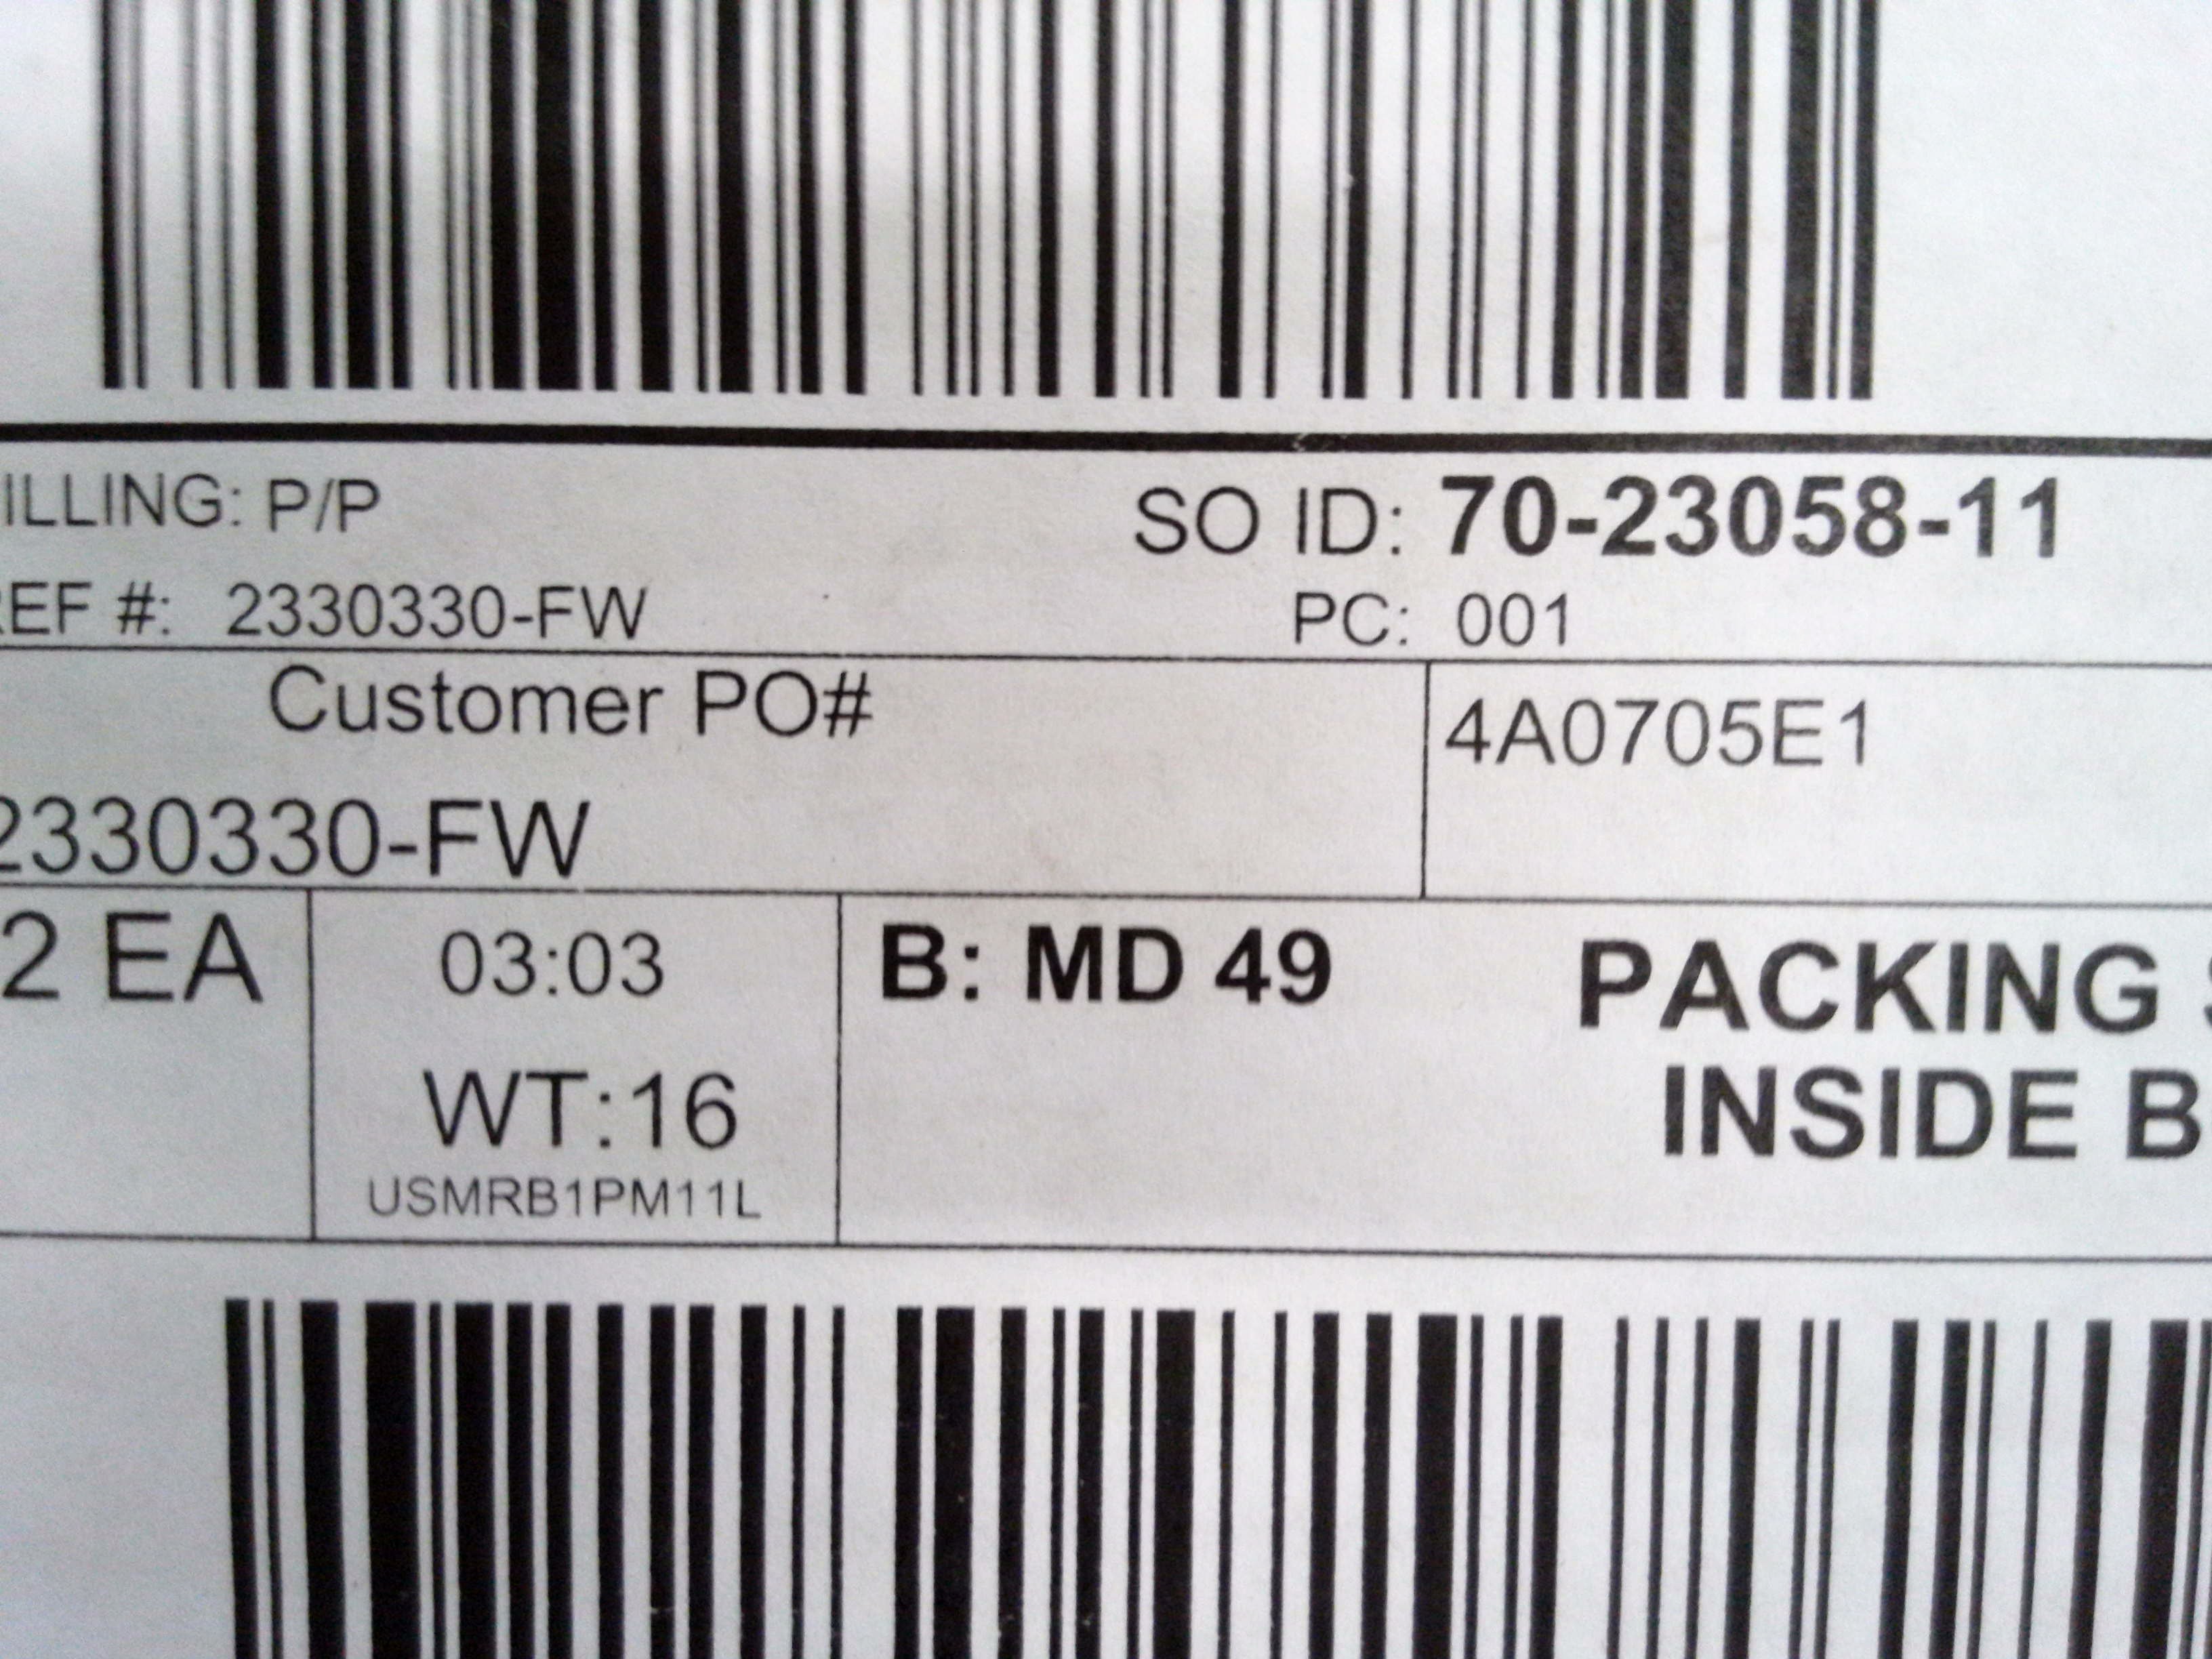 ILLING: P/P SO ID: 70-23058-11
EF #: 2330330-FW PC: 001
Customer PO# 4A0705E1
2330330-FW
2 EA 03:03 B: MD 49 PACKING
WT:16 INSIDE B
USMRB1PM11L